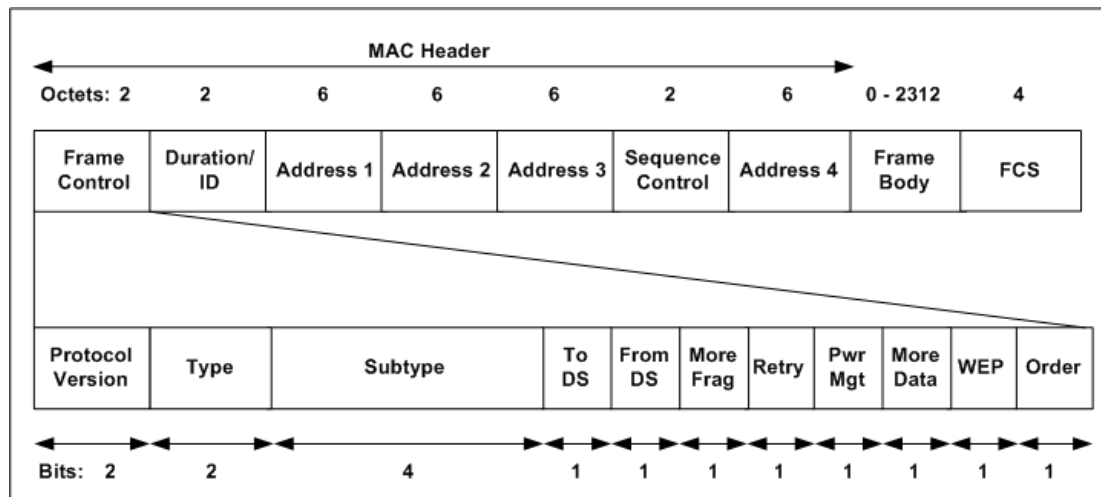 MAC Header
Octets: 2 2 6 6 6 2 6 0 - 2312 4
Frame Control Duration/ ID Address 1 Address 2 Address 3 Sequence Control Address 4 Frame Body FCS
Protocol Version Type Subtype To DS From DS More Frag Retry Pwr Mgt More Data WEP Order
Bits: 2 2 4 1 1 1 1 1 1 1 1